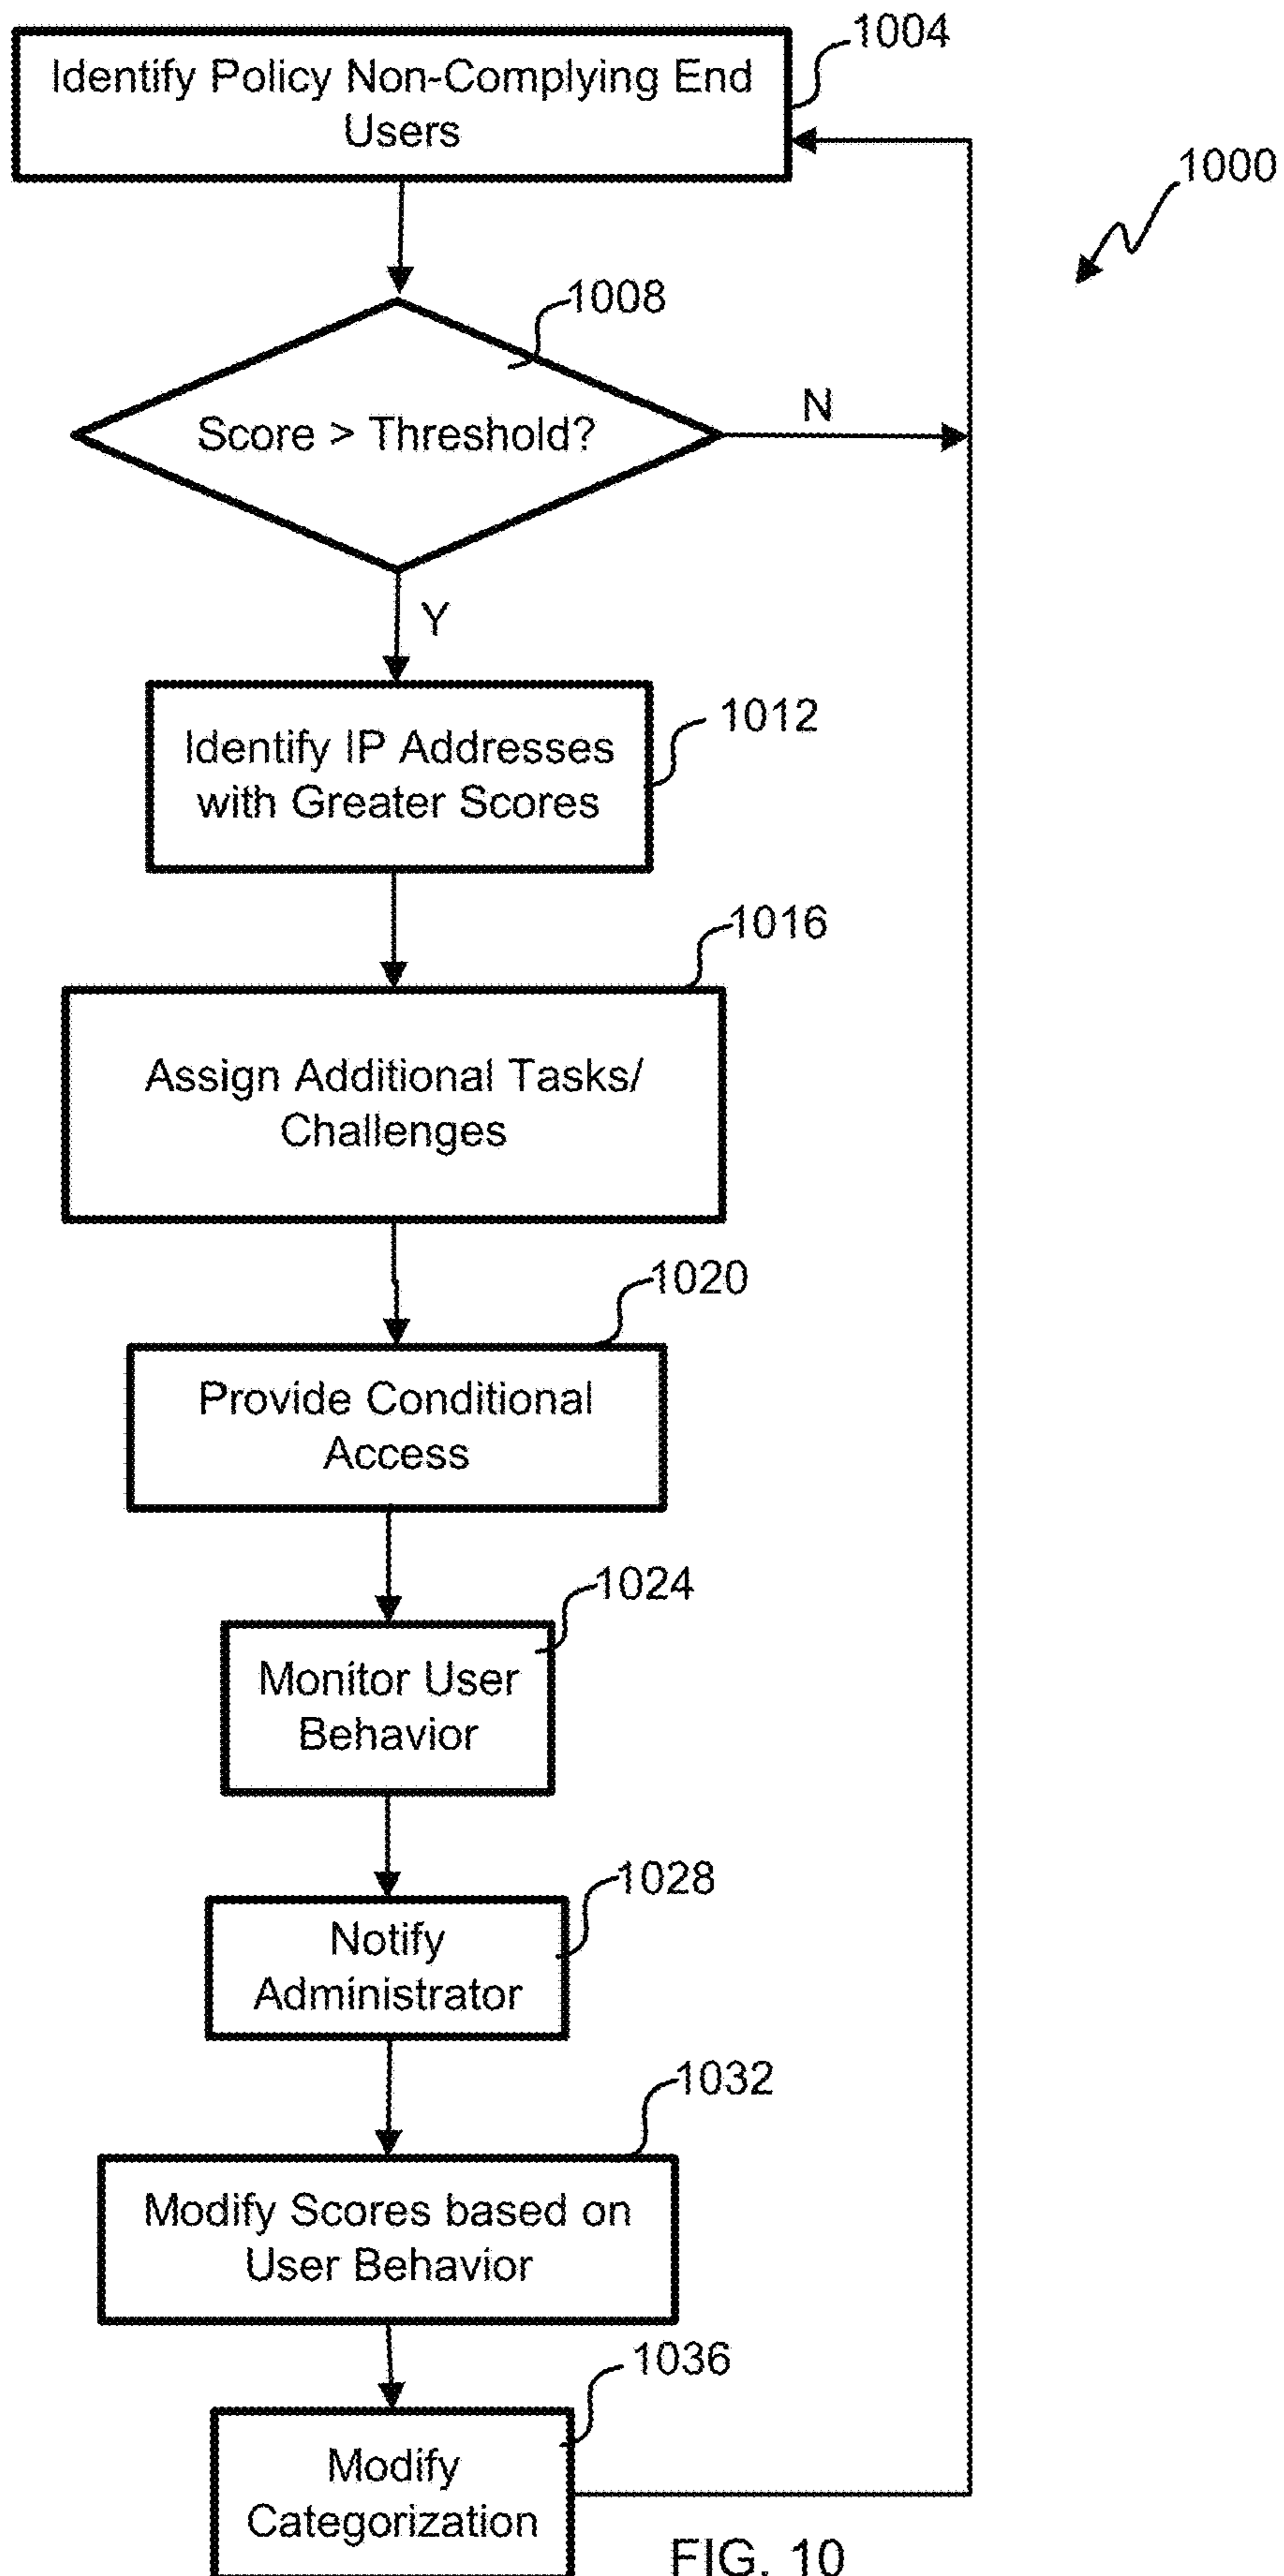 1004
Identify Policy Non-Complying End
Users
1000
1008
Score > Threshold?
N
Y
1012
Identify IP Addresses
with Greater Scores
1016
Assign Additional Tasks/
Challenges
1020
Provide Conditional
Access
1024
Monitor User
Behavior
1028
Notify
Administrator
1032
Modify Scores based on
User Behavior
1036
Modify
Categorization
FIG. 10